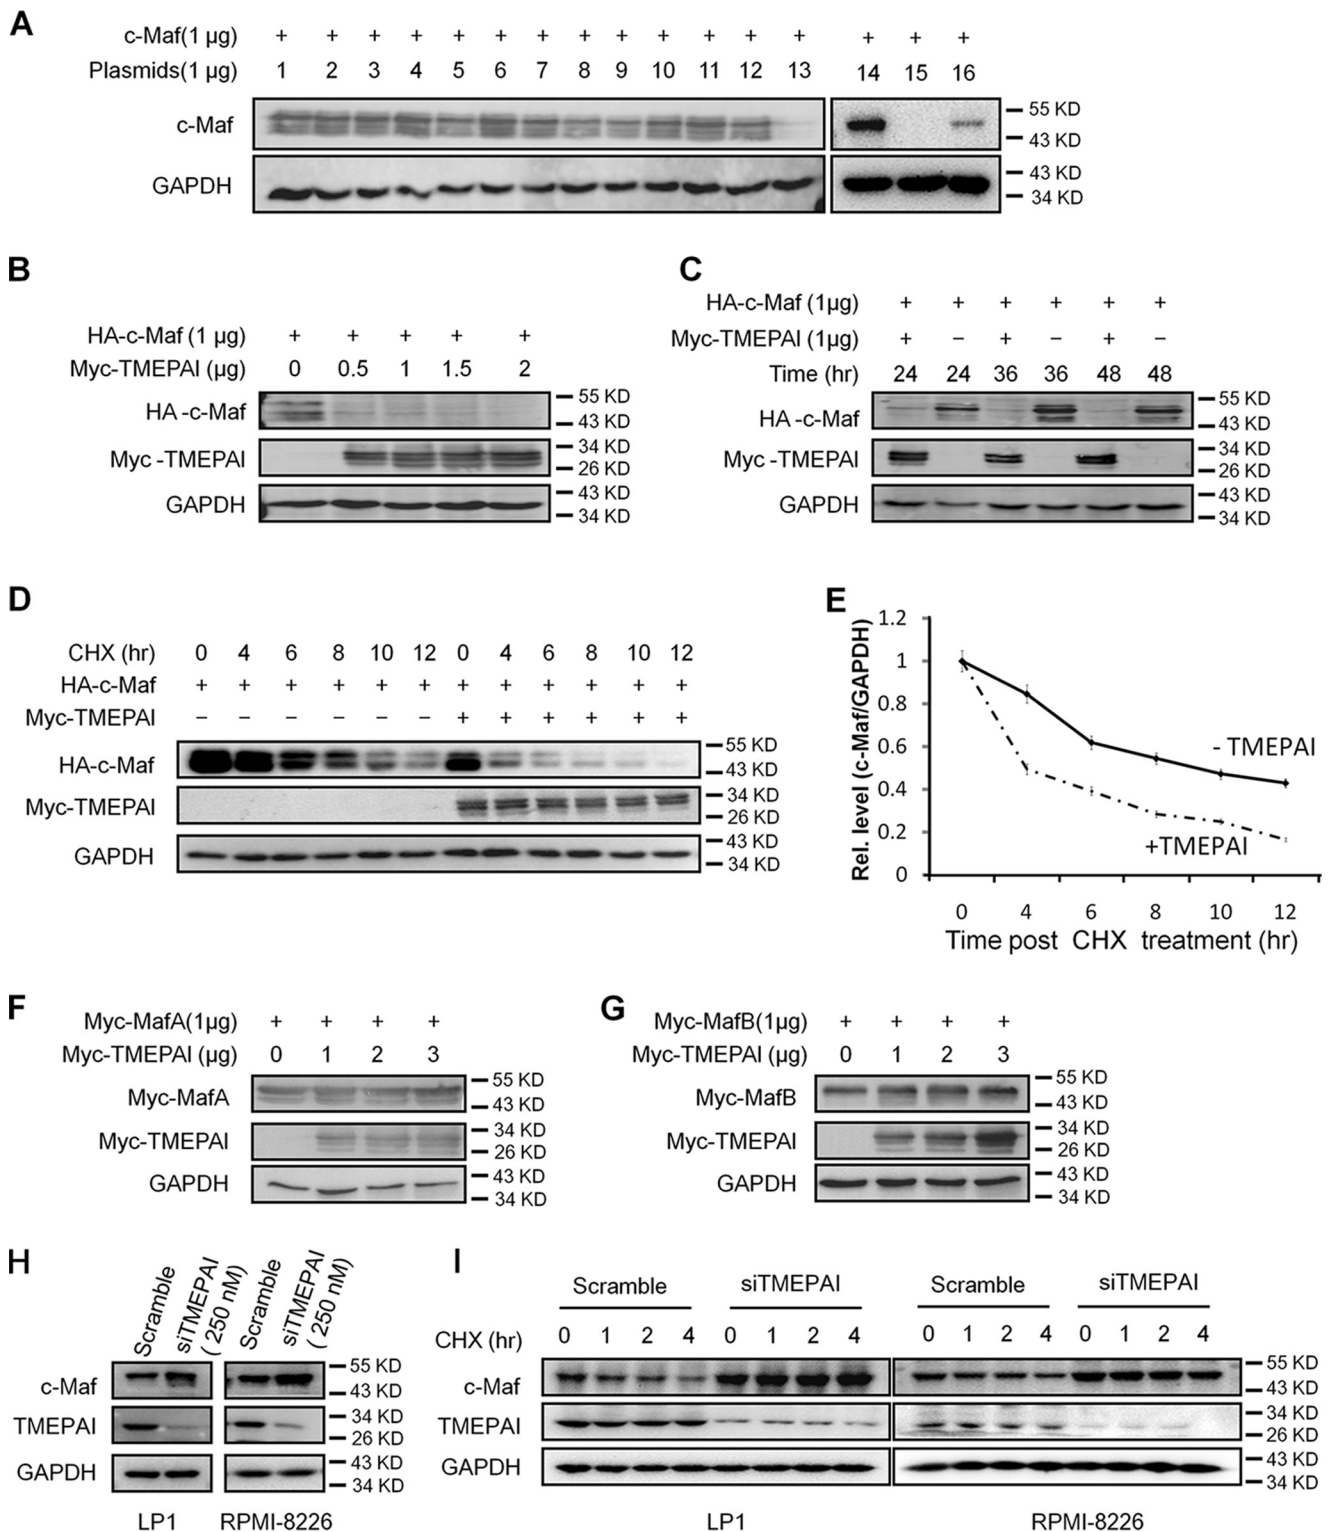 A
c-Maf(1 µg) + + + + + + + + + + + + + + + +
Plasmids(1 µg) 1 2 3 4 5 6 7 8 9 10 11 12 13 14 15 16
c-Maf 55 KD
43 KD
GAPDH 43 KD
34 KD
B
HA-c-Maf (1 µg) + + + + +
Myc-TMEPAI (µg) 0 0.5 1 1.5 2
HA -c-Maf 55 KD
43 KD
Myc -TMEPAI 34 KD
26 KD
GAPDH 43 KD
34 KD
C
HA-c-Maf (1µg) + + + + + +
Myc-TMEPAI (1µg) + – + – + –
Time (hr) 24 24 36 36 48 48
HA -c-Maf 55 KD
43 KD
Myc -TMEPAI 34 KD
26 KD
GAPDH 43 KD
34 KD
D
CHX (hr) 0 4 6 8 10 12 0 4 6 8 10 12
HA-c-Maf + + + + + + + + + + + +
Myc-TMEPAI – – – – – – + + + + + +
HA-c-Maf 55 KD
43 KD
Myc-TMEPAI 34 KD
26 KD
GAPDH 43 KD
34 KD
E
Rel. level (c-Maf/GAPDH)
1.2
1
0.8
0.6
0.4
0.2
0
- TMEPAI
+TMEPAI
0 4 6 8 10 12
Time post CHX treatment (hr)
F
Myc-MafA(1µg) + + + +
Myc-TMEPAI (µg) 0 1 2 3
Myc-MafA 55 KD
43 KD
Myc-TMEPAI 34 KD
26 KD
GAPDH 43 KD
34 KD
G
Myc-MafB(1µg) + + + +
Myc-TMEPAI (µg) 0 1 2 3
Myc-MafB 55 KD
43 KD
Myc-TMEPAI 34 KD
26 KD
GAPDH 43 KD
34 KD
H
Scramble
siTMEPAI
( 250 nM)
Scramble
siTMEPAI
( 250 nM)
c-Maf 55 KD
43 KD
TMEPAI 34 KD
26 KD
GAPDH 43 KD
34 KD
LP1 RPMI-8226
I
Scramble siTMEPAI Scramble siTMEPAI
CHX (hr) 0 1 2 4 0 1 2 4 0 1 2 4 0 1 2 4
c-Maf 55 KD
43 KD
TMEPAI 34 KD
26 KD
GAPDH 43 KD
34 KD
LP1 RPMI-8226